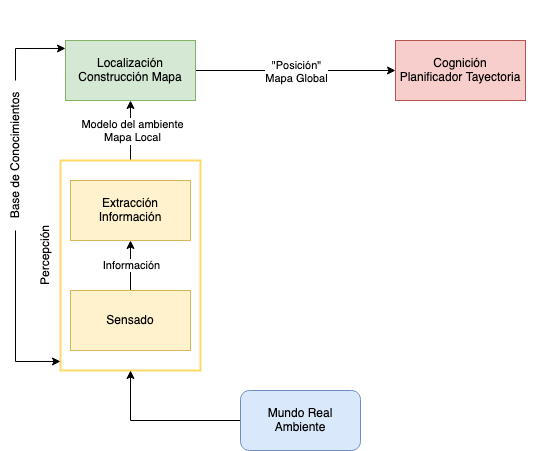 Localización
Construcción Mapa
"Posición"
Mapa Global
Cognición
Planificador Tayectoria
Modelo del ambiente
Mapa Local
Base de Conocimientos
Percepción
Extracción
Información
Información
Sensado
Mundo Real
Ambiente